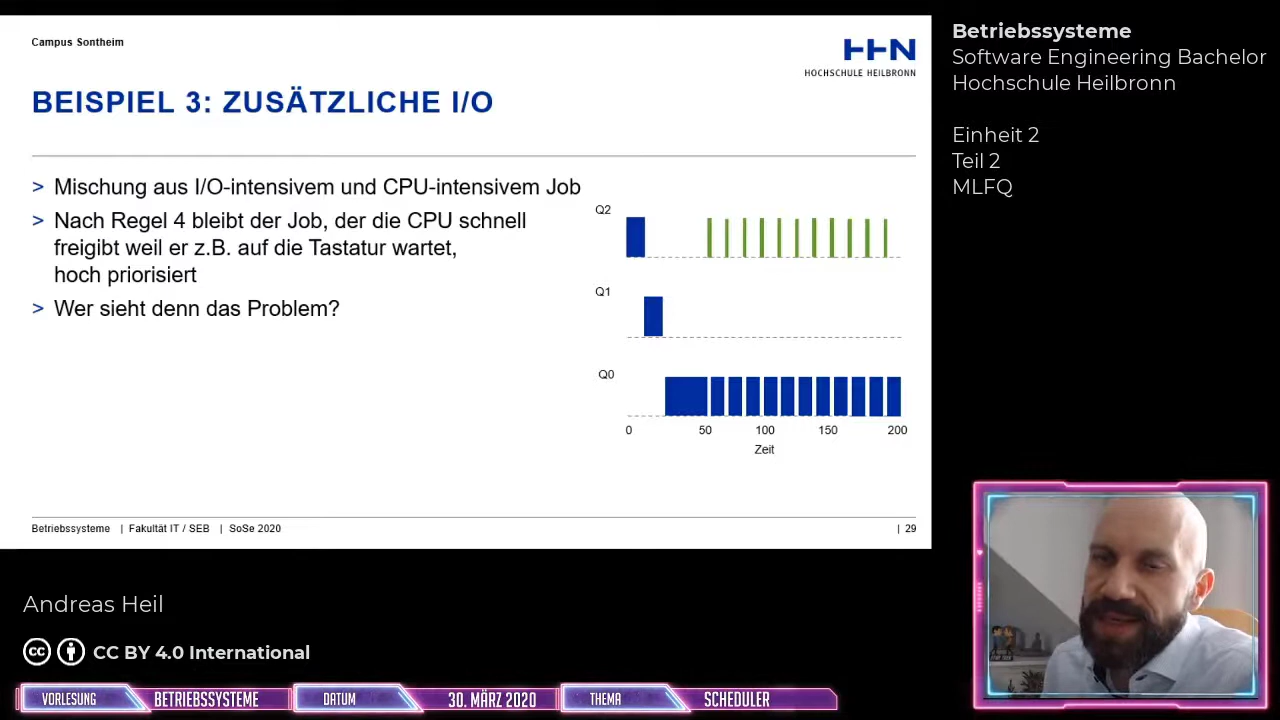 Campus Sontheim
HHN
HOCHSCHULE HEILBRONN
BEISPIEL 3: ZUSÄTZLICHE I/O
> Mischung aus I/O-intensivem und CPU-intensivem Job
> Nach Regel 4 bleibt der Job, der die CPU schnell
freigibt weil er z.B. auf die Tastatur wartet,
hoch priorisiert
> Wer sieht denn das Problem?
Q2
Q1
Q0
0 50 100 150 200
Zeit
Betriebssysteme | Fakultät IT / SEB | SoSe 2020 | 29
Betriebssysteme
Software Engineering Bachelor
Hochschule Heilbronn
Einheit 2
Teil 2
MLFQ
Andreas Heil
cc CC BY 4.0 International
VORLESUNG BETRIEBSSYSTEME DATUM 30. MÄRZ 2020 THEMA SCHEDULER